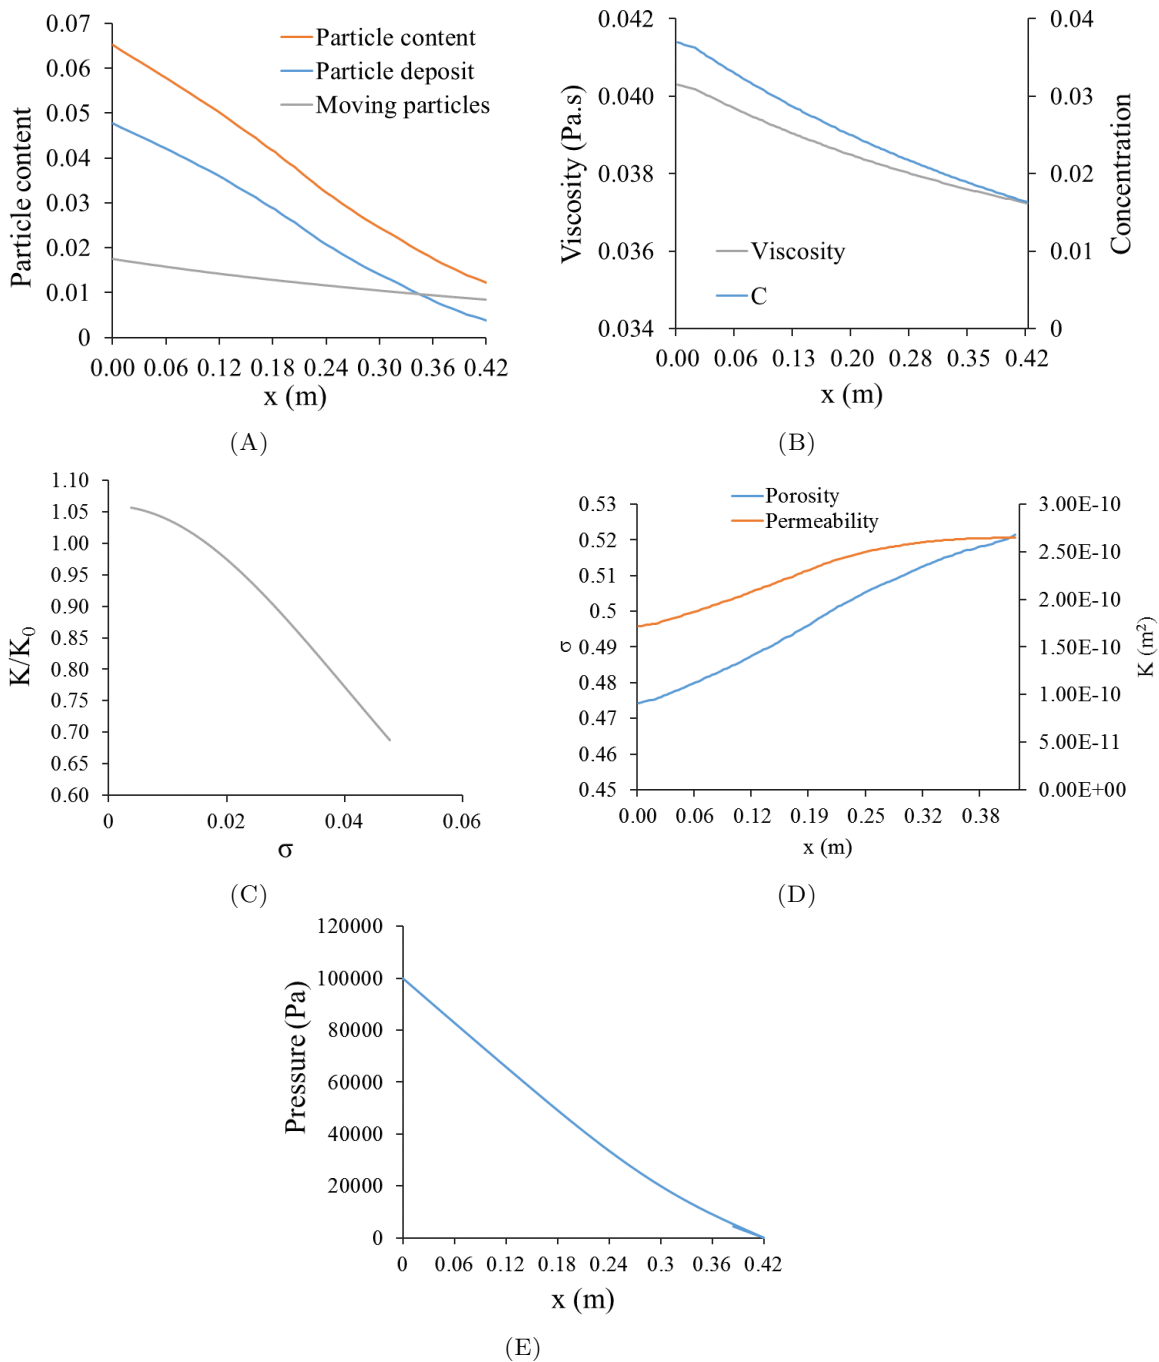 0.07
0.06
0.05
0.04
0.03
0.02
0.01
0
Particle content
Particle content
Particle deposit
Moving particles
0.00 0.06 0.12 0.18 0.24 0.30 0.36 0.42
x (m)
(A)
0.042
0.040
0.038
0.036
0.034
Viscosity (Pa.s)
0.04
0.03
0.02
0.01
0
Concentration
Viscosity
C
0.00 0.06 0.13 0.20 0.28 0.35 0.42
x (m)
(B)
1.10
1.05
1.00
0.95
0.90
0.85
0.80
0.75
0.70
0.65
0.60
K/K₀
0 0.02 0.04 0.06
σ
(C)
Porosity
Permeability
0.53
0.52
0.51
0.5
0.49
0.48
0.47
0.46
0.45
σ
3.00E-10
2.50E-10
2.00E-10
1.50E-10
1.00E-10
5.00E-11
0.00E+00
K (m²)
0.00 0.06 0.12 0.19 0.25 0.32 0.38
x (m)
(D)
120000
100000
80000
60000
40000
20000
0
Pressure (Pa)
0 0.06 0.12 0.18 0.24 0.3 0.36 0.42
x (m)
(E)